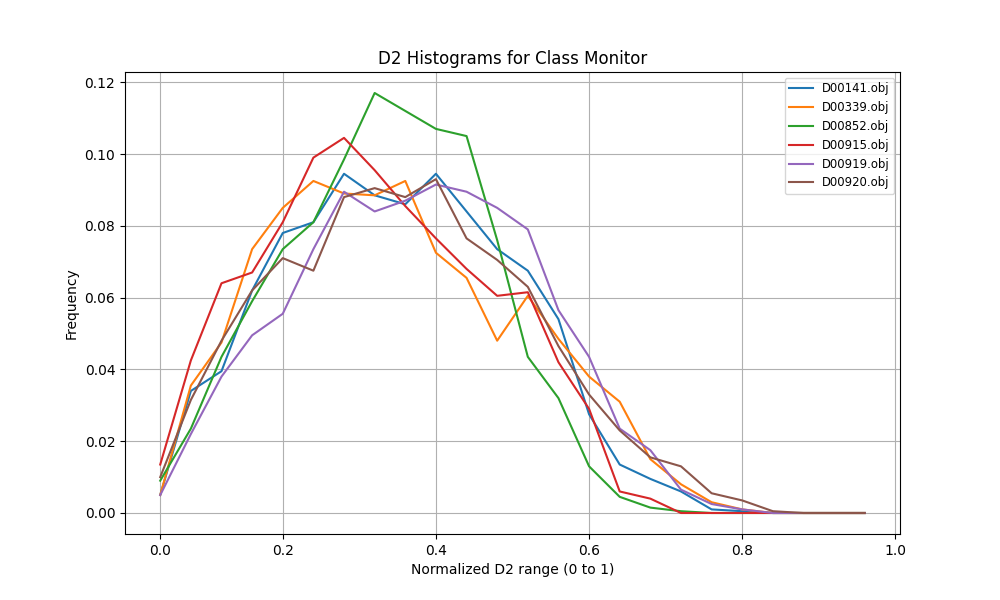 D2 Histograms for Class Monitor
0.12
0.10
0.08
0.06
0.04
0.02
0.00
Frequency
D00141.obj
D00339.obj
D00852.obj
D00915.obj
D00919.obj
D00920.obj
0.0 0.2 0.4 0.6 0.8 1.0
Normalized D2 range (0 to 1)